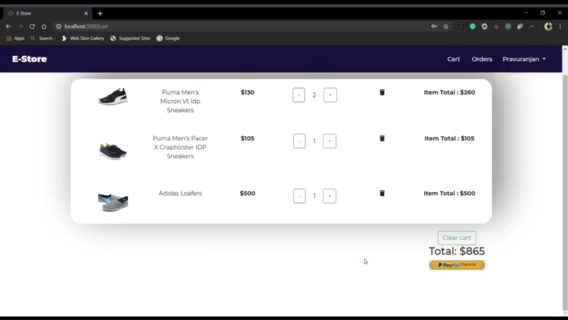 E-Store
localhost:3000/cart
Apps
Search
Web Slice Gallery
Suggested Sites
Google
E-Store
Cart
Orders
Pravuranjan
Puma Men's
Micron Vt Idp
Sneakers
$130
- 2 +
Item Total : $260
Puma Men's Pacer
X Graphicster IDP
Sneakers
$105
- 1 +
Item Total : $105
Adidas Loafers
$500
- 1 +
Item Total : $500
Clear cart
Total: $865
PayPal Checkout